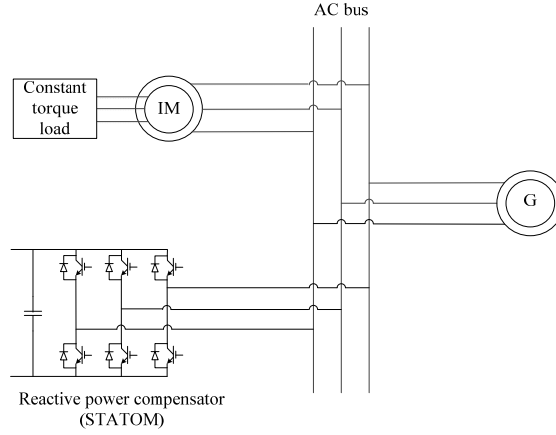 AC bus
Constant
torque
load
IM
G
Reactive power compensator
(STATOM)